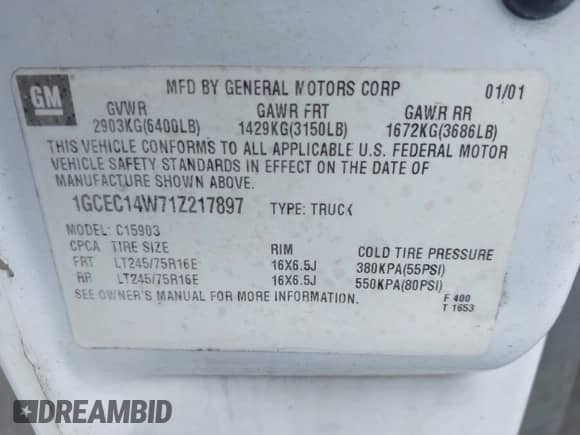 GM
MFD BY GENERAL MOTORS CORP 01/01
GVWR GAWR FRT GAWR RR
2903KG(6400LB) 1429KG(3150LB) 1672KG(3686LB)
THIS VEHICLE CONFORMS TO ALL APPLICABLE U.S. FEDERAL MOTOR
VEHICLE SAFETY STANDARDS IN EFFECT ON THE DATE OF
MANUFACTURE SHOWN ABOVE.
1GCEC14W71Z217897 TYPE: TRUCK
MODEL: C15903
CPCA TIRE SIZE RIM COLD TIRE PRESSURE
FRT LT245/75R16E 16X6.5J 380KPA(55PSI)
RR LT245/75R16E 16X6.5J 550KPA(80PSI)
SEE OWNER'S MANUAL FOR MORE INFORMATION.
F 400
T 1653
DREAMBID